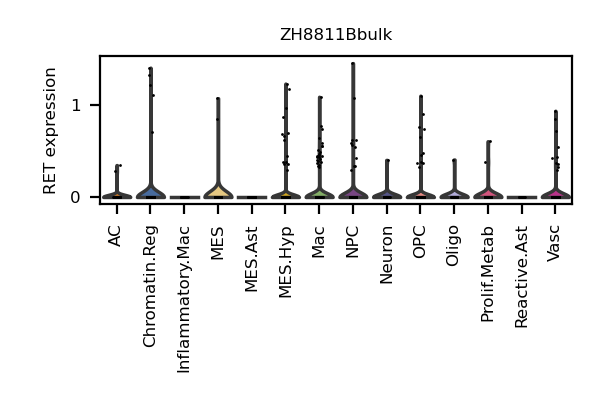 ZH8811Bbulk
RET expression
1
0
AC
Chromatin.Reg
Inflammatory.Mac
MES
MES.Ast
MES.Hyp
Mac
NPC
Neuron
OPC
Oligo
Prolif.Metab
Reactive.Ast
Vasc